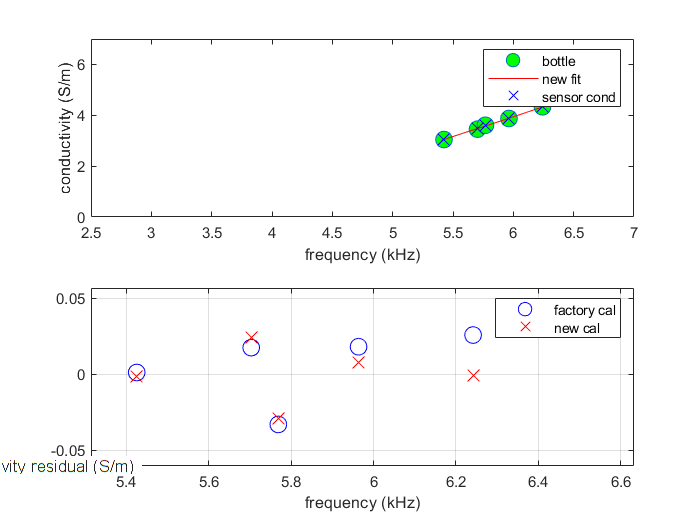 conductivity (S/m)
6
4
2
0
bottle
new fit
sensor cond
2.5 3 3.5 4 4.5 5 5.5 6 6.5 7
frequency (kHz)
0.05
0
-0.05
factory cal
new cal
vity residual (S/m)
5.4 5.6 5.8 6 6.2 6.4 6.6
frequency (kHz)